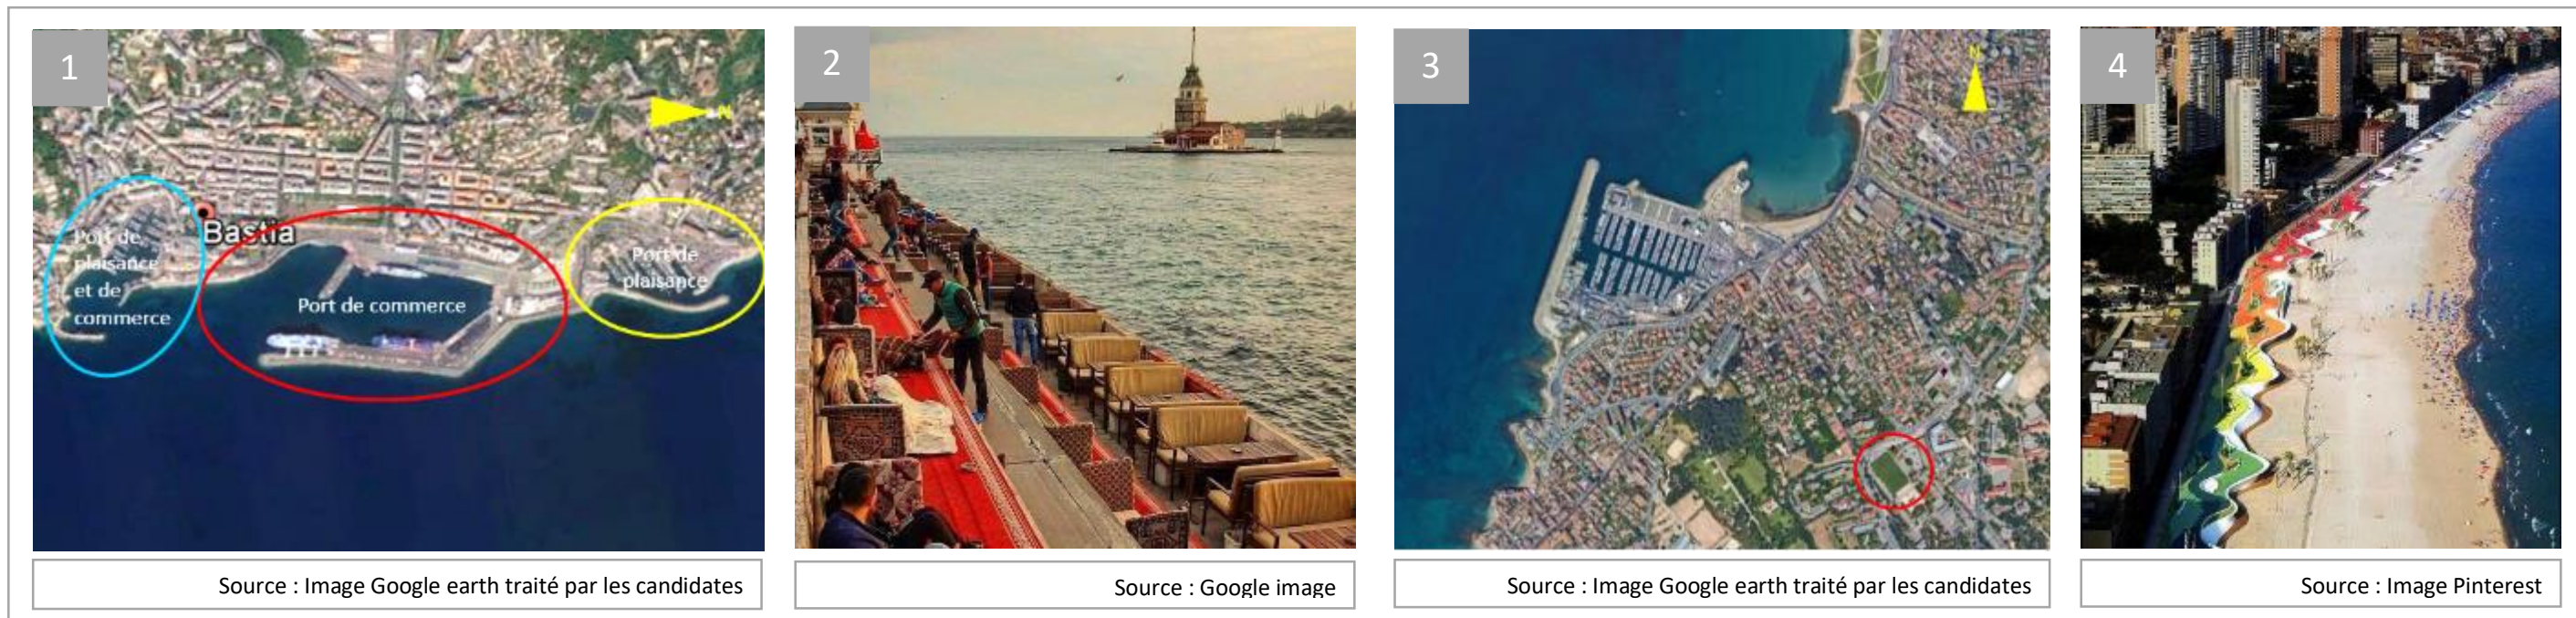 1
N
Bastia
Port de
plaisance
et de
commerce
Port de commerce
Port de
plaisance
Source : Image Google earth traité par les candidates
2
Source : Google image
3
N
Source : Image Google earth traité par les candidates
4
Source : Image Pinterest